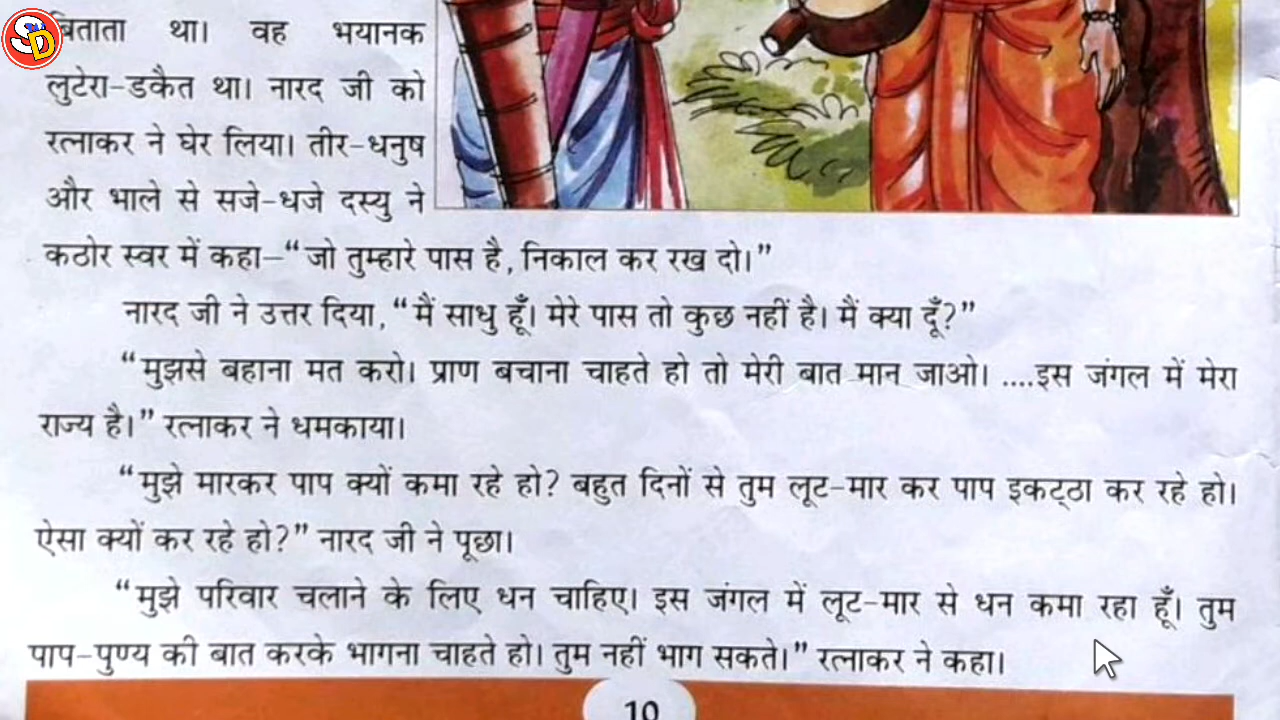 SD
बिताता था। वह भयानक
लुटेरा-डकैत था। नारद जी को
रत्नाकर ने घेर लिया। तीर-धनुष
और भाले से सजे-धजे दस्यु ने
कठोर स्वर में कहा–“जो तुम्हारे पास है, निकाल कर रख दो।”
नारद जी ने उत्तर दिया, “मैं साधु हूँ। मेरे पास तो कुछ नहीं है। मैं क्या दूँ?”
“मुझसे बहाना मत करो। प्राण बचाना चाहते हो तो मेरी बात मान जाओ। ....इस जंगल में मेरा
राज्य है।” रत्नाकर ने धमकाया।
“मुझे मारकर पाप क्यों कमा रहे हो? बहुत दिनों से तुम लूट-मार कर पाप इकट्ठा कर रहे हो।
ऐसा क्यों कर रहे हो?” नारद जी ने पूछा।
“मुझे परिवार चलाने के लिए धन चाहिए। इस जंगल में लूट-मार से धन कमा रहा हूँ। तुम
पाप-पुण्य की बात करके भागना चाहते हो। तुम नहीं भाग सकते।” रत्नाकर ने कहा।
10